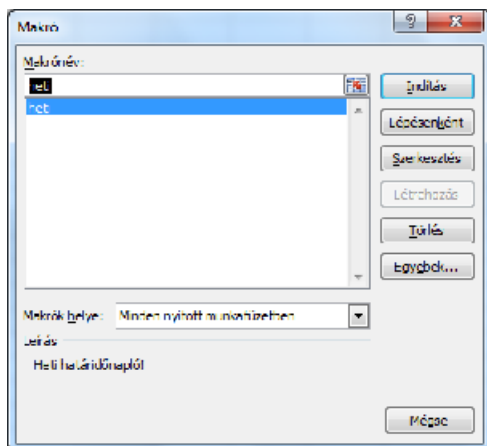 Makró
Makrónév:
het
Indítás
het
Lépésenként
Szerkesztés
Létrehozás
Törlés
Egyebek...
Makrók helye: Minden nyitott munkafüzetben
Leírás
Heti határidőnapló!
Mégse